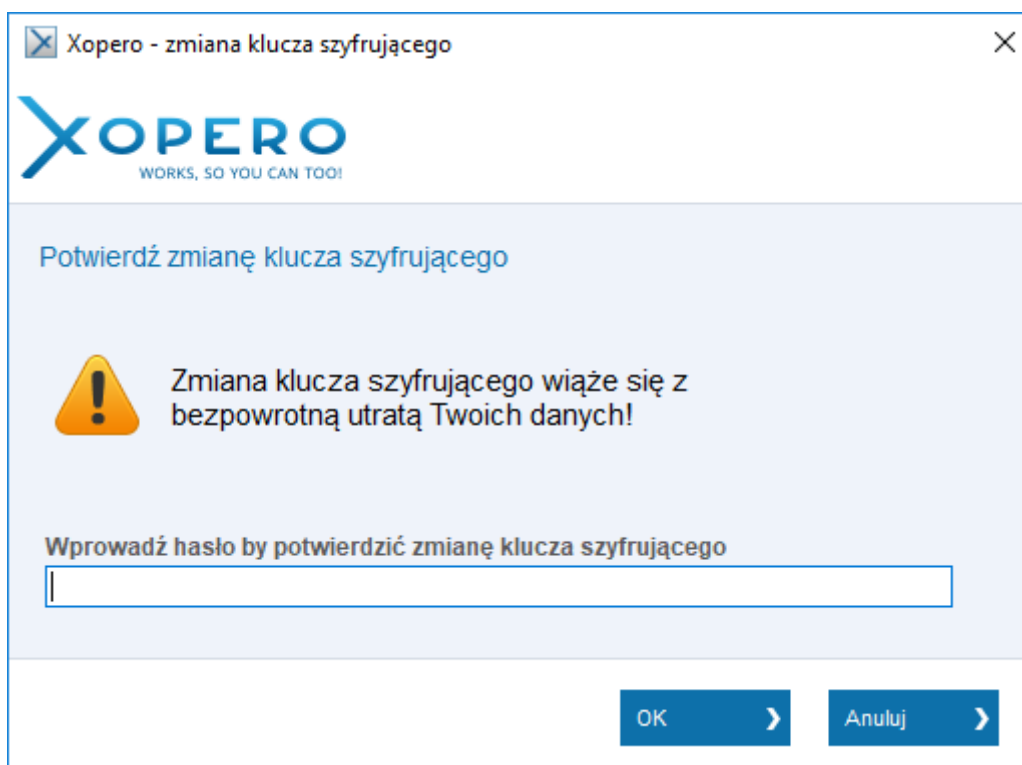 Xopero - zmiana klucza szyfrującego
XOPERO
WORKS, SO YOU CAN TOO!
Potwierdź zmianę klucza szyfrującego
Zmiana klucza szyfrującego wiąże się z
bezpowrotną utratą Twoich danych!
Wprowadź hasło by potwierdzić zmianę klucza szyfrującego
OK
Anuluj